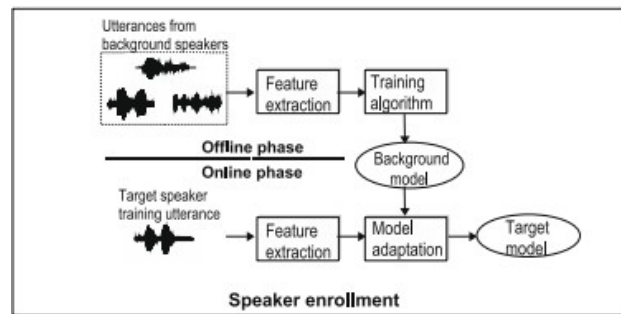 Utterances from
background speakers
Feature
extraction
Training
algorithm
Offline phase
Online phase
Background
model
Target speaker
training utterance
Feature
extraction
Model
adaptation
Target
model
Speaker enrollment